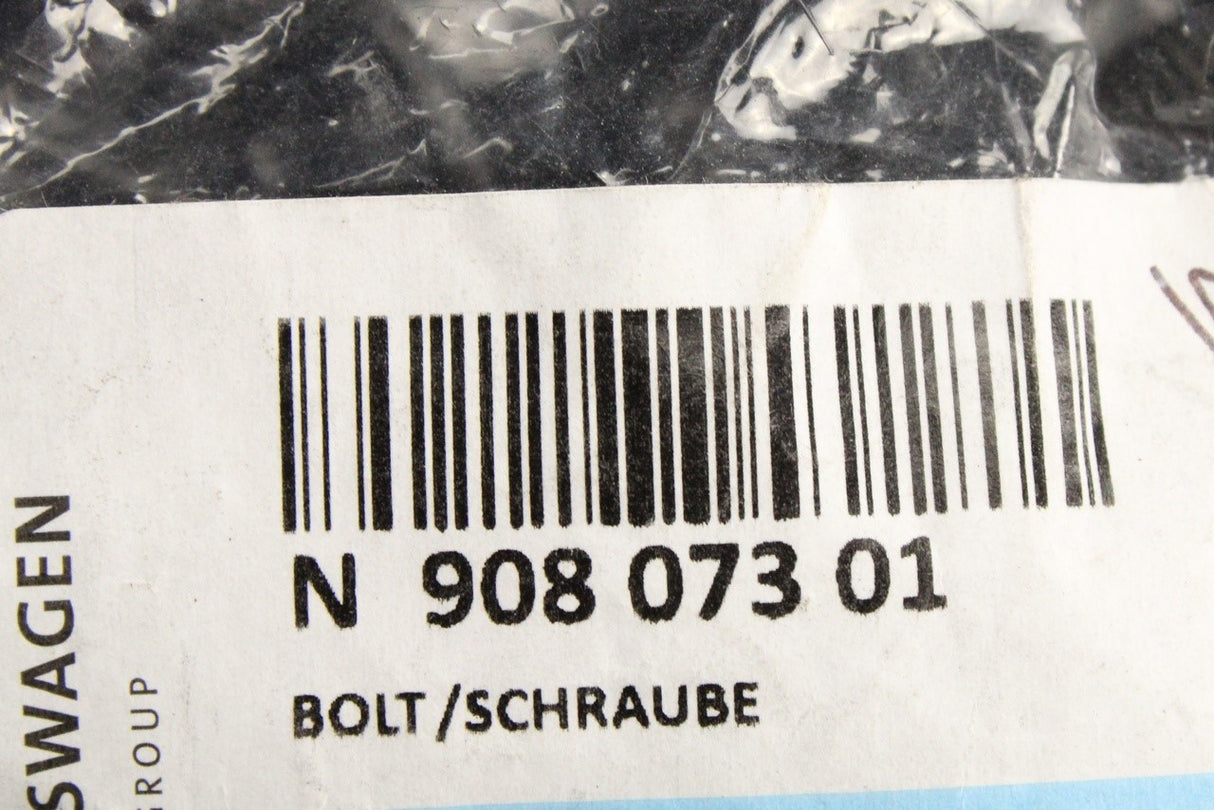 N 908 073 01
BOLT/SCHRAUBE
SWAGEN
GROUP